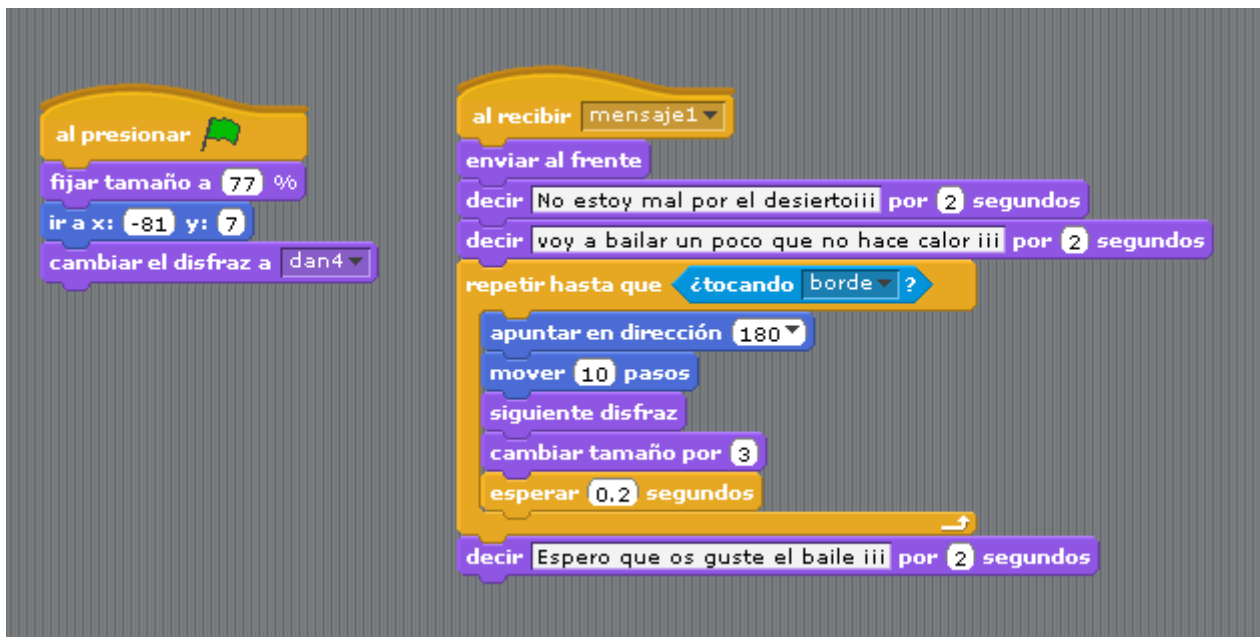 al presionar
fijar tamaño a 77 %
ir a x: -81 y: 7
cambiar el disfraz a dan4
al recibir mensaje1
enviar al frente
decir No estoy mal por el desiertoiii por 2 segundos
decir voy a bailar un poco que no hace calor iii por 2 segundos
repetir hasta que ¿tocando borde ?
apuntar en dirección 180
mover 10 pasos
siguiente disfraz
cambiar tamaño por 3
esperar 0.2 segundos
decir Espero que os guste el baile iii por 2 segundos